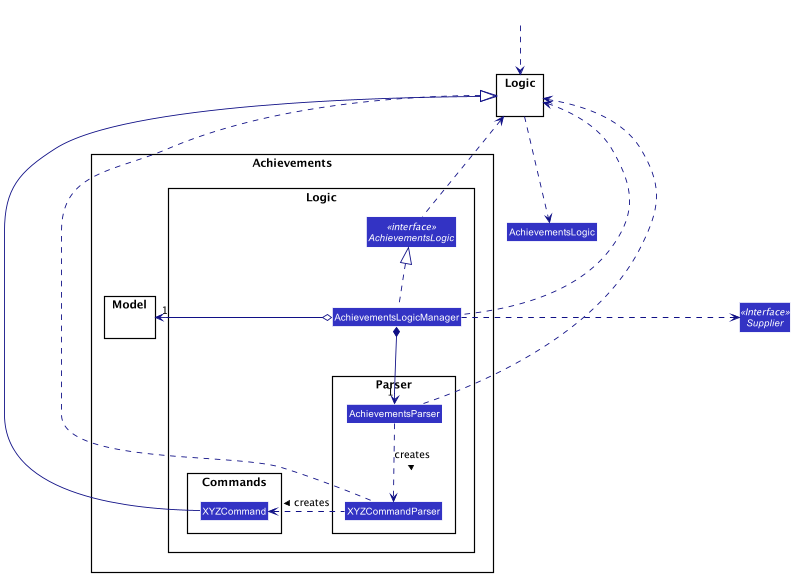 Logic
Achievements
Logic
«interface»
AchievementsLogic
AchievementsLogic
Model
1
AchievementsLogicManager
«Interface»
Supplier
Parser
1
AchievementsParser
creates
Commands
creates
XYZCommand
XYZCommandParser